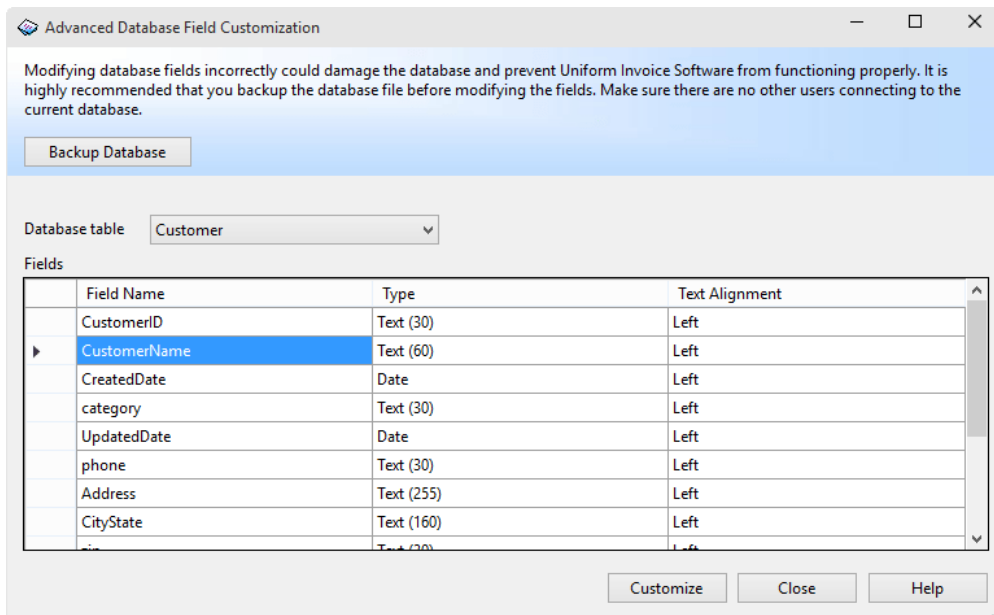 Advanced Database Field Customization
Modifying database fields incorrectly could damage the database and prevent Uniform Invoice Software from functioning properly. It is
highly recommended that you backup the database file before modifying the fields. Make sure there are no other users connecting to the
current database.
Backup Database
Database table Customer
Fields
Field Name Type Text Alignment
CustomerID Text (30) Left
CustomerName Text (60) Left
CreatedDate Date Left
category Text (30) Left
UpdatedDate Date Left
phone Text (30) Left
Address Text (255) Left
CityState Text (160) Left
Customize Close Help